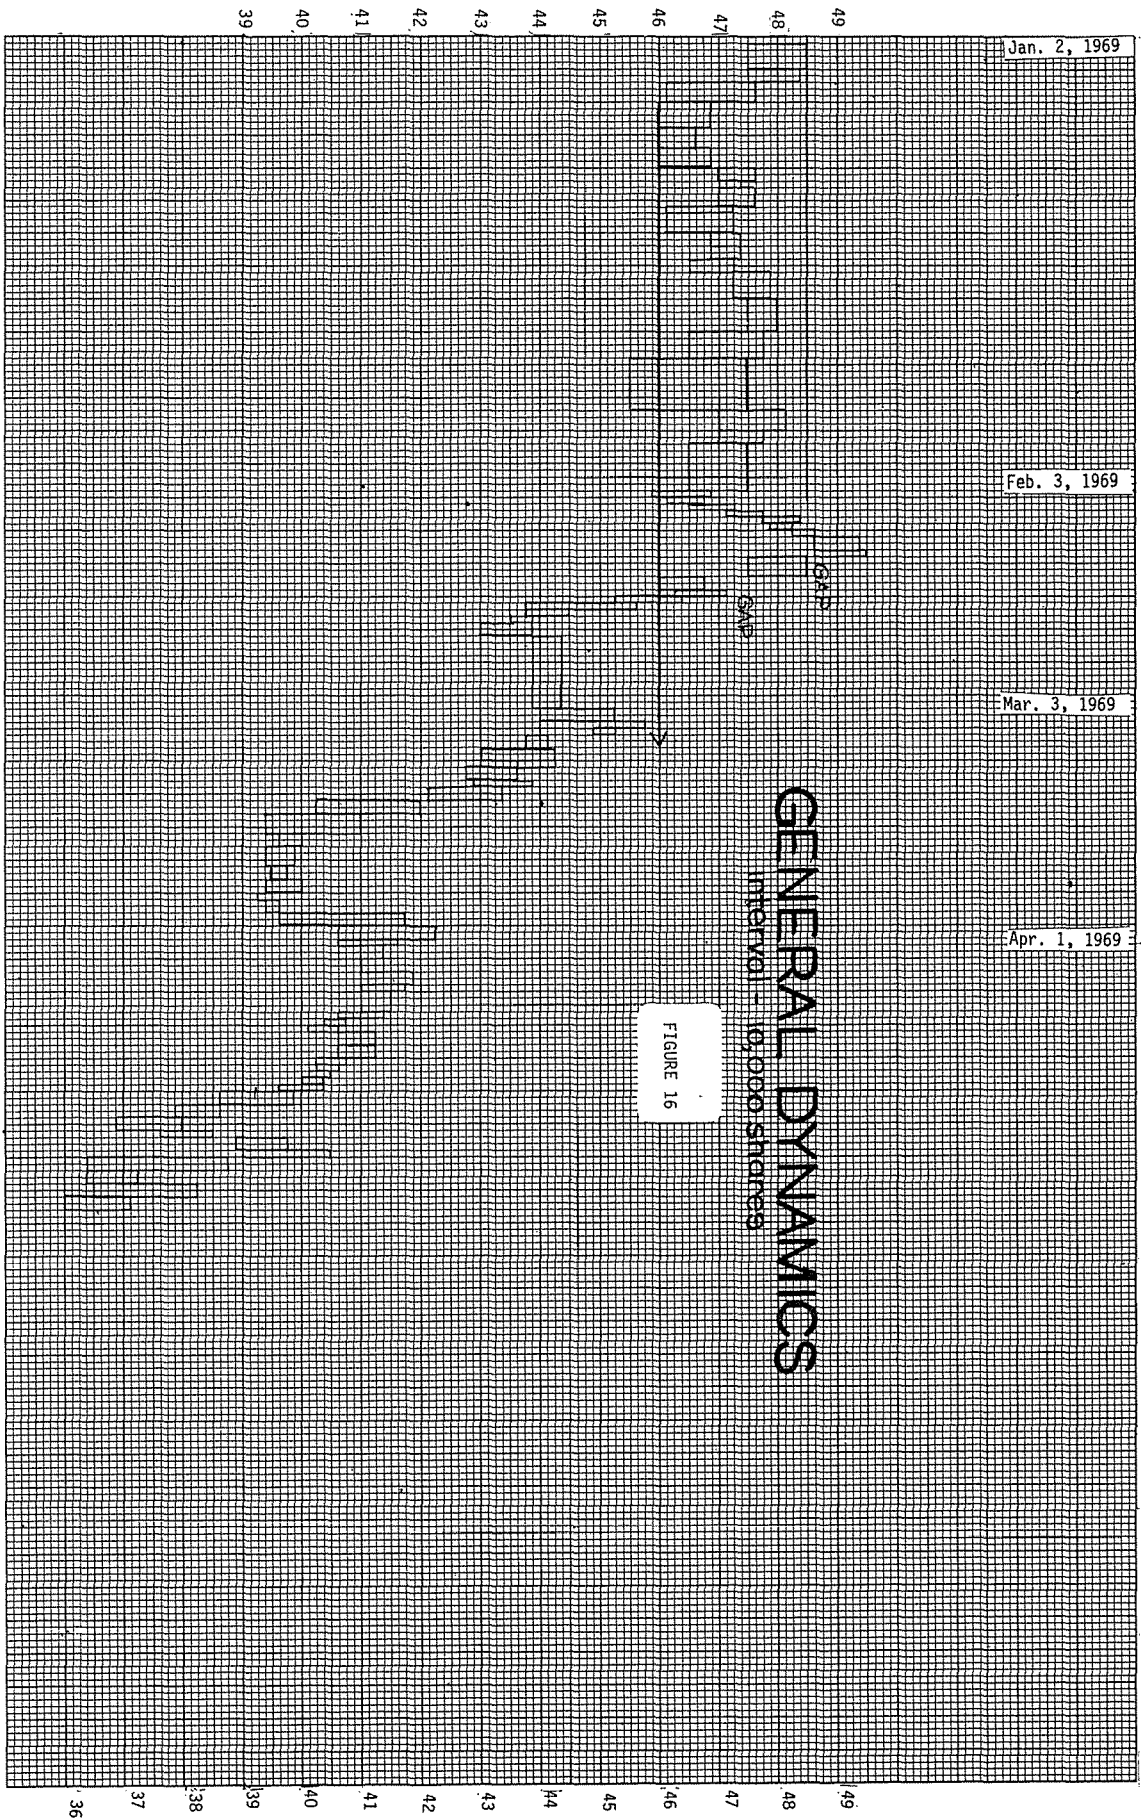 39 40 41 42 43 44 45 46 47 48 49
Jan. 2, 1969
Feb. 3, 1969
Mar. 3, 1969
Apr. 1, 1969
GAP
GAP
GENERAL DYNAMICS
Interval - 10,000 shares
FIGURE 16
36 37 38 39 40 41 42 43 44 45 46 47 48 49